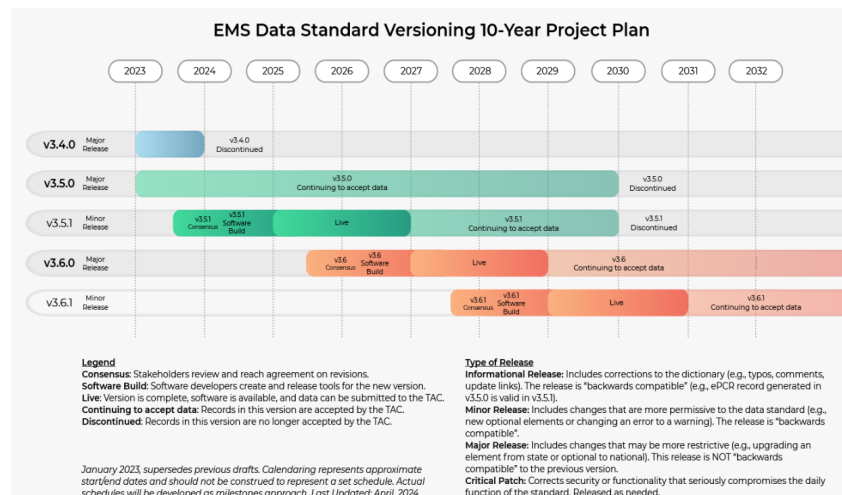 EMS Data Standard Versioning 10-Year Project Plan
2023 2024 2025 2026 2027 2028 2029 2030 2031 2032
v3.4.0 Major
Release
v3.4.0
Discontinued
v3.5.0 Major
Release
v3.5.0
Continuing to accept data
v3.5.0
Discontinued
v3.5.1 Minor
Release
v3.5.1
Consensus
v3.5.1
Software
Build
Live
v3.5.1
Continuing to accept data
v3.5.1
Discontinued
v3.6.0 Major
Release
v3.6
Consensus
v3.6
Software
Build
Live
v3.6
Continuing to accept data
v3.6.1 Minor
Release
v3.6.1
Consensus
v3.6.1
Software
Build
Live
v3.6.1
Continuing to accept data
Legend
Consensus: Stakeholders review and reach agreement on revisions.
Software Build: Software developers create and release tools for the new version.
Live: Version is complete, software is available, and data can be submitted to the TAC.
Continuing to accept data: Records in this version are accepted by the TAC.
Discontinued: Records in this version are no longer accepted by the TAC.
January 2023, supersedes previous drafts. Calendaring represents approximate
start/end dates and should not be construed to represent a set schedule. Actual
schedules will be developed as milestones approach. Last Updated: April, 2024
Type of Release
Informational Release: Includes corrections to the dictionary (e.g., typos, comments,
update links). The release is "backwards compatible" (e.g., ePCR record generated in
v3.5.0 is valid in v3.5.1).
Minor Release: Includes changes that are more permissive to the data standard (e.g.,
new optional elements or changing an error to a warning). The release is "backwards
compatible".
Major Release: Includes changes that may be more restrictive (e.g., upgrading an
element from state or optional to national). This release is NOT "backwards
compatible" to the previous version.
Critical Patch: Corrects security or functionality that seriously compromises the daily
function of the standard. Released as needed.